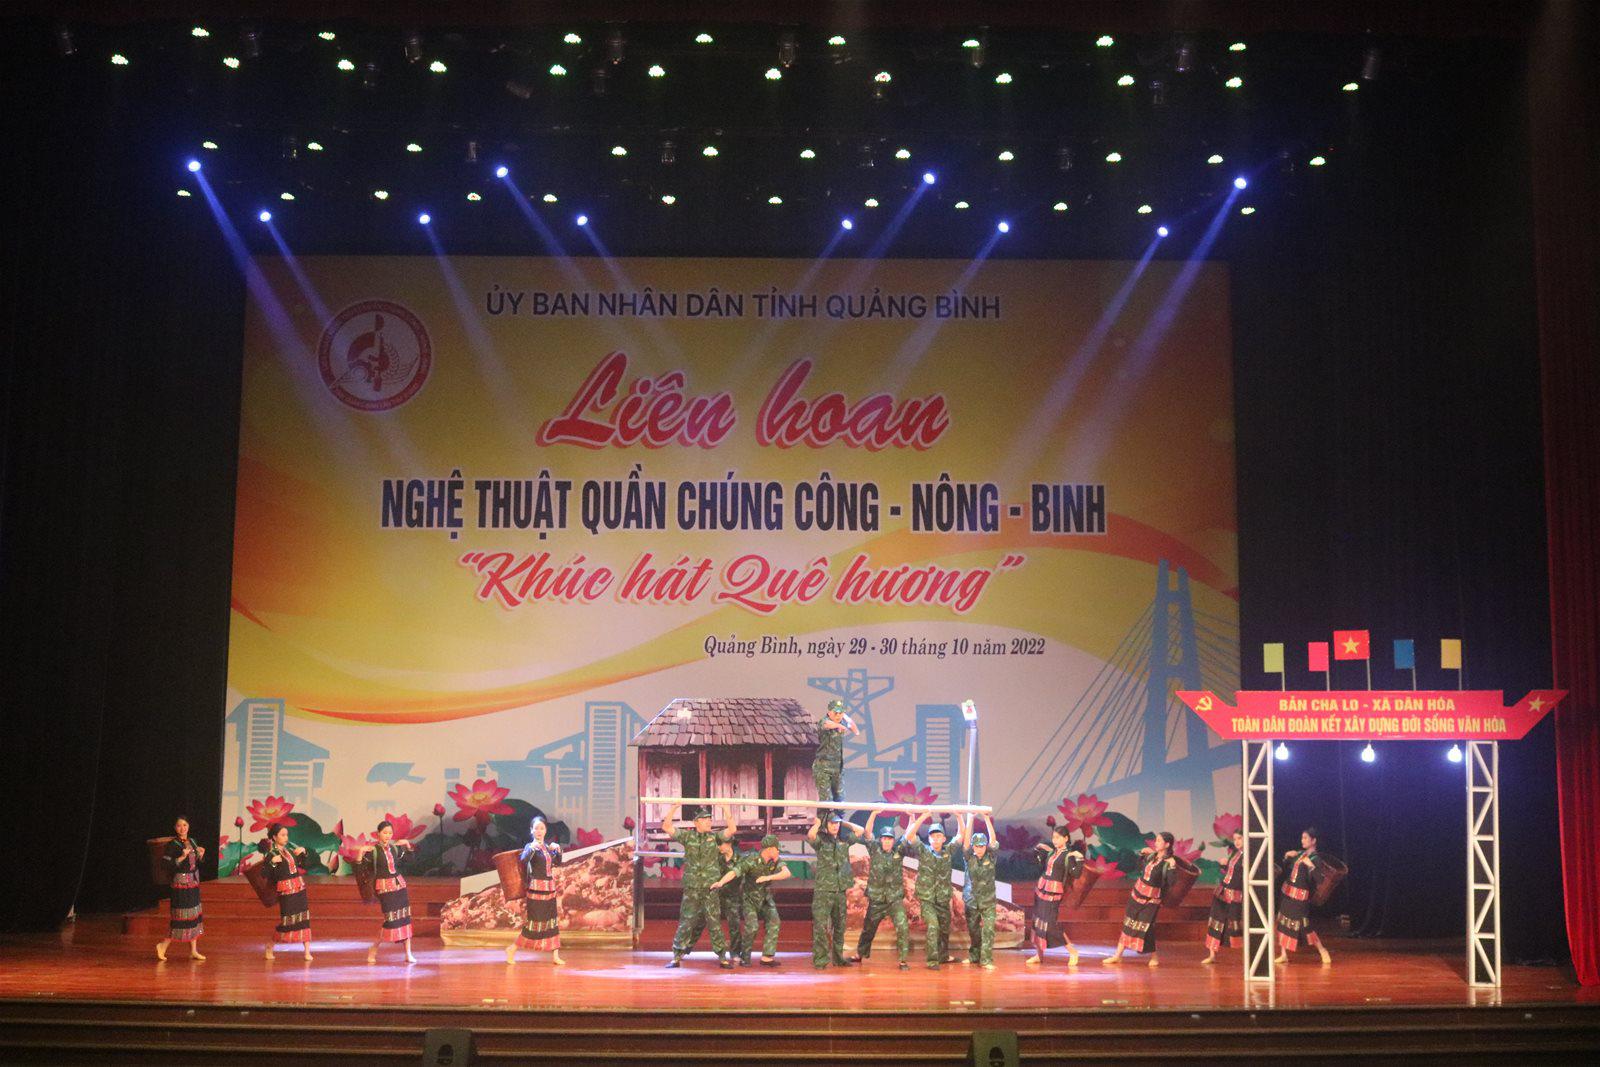 ỦY BAN NHÂN DÂN TỈNH QUẢNG BÌNH
Liên hoan
NGHỆ THUẬT QUẦN CHÚNG CÔNG - NÔNG - BINH
"Khúc hát Quê hương"
Quảng Bình, ngày 29 - 30 tháng 10 năm 2022
BẢN CHA LO - XÃ DÂN HÓA
TOÀN DÂN ĐOÀN KẾT XÂY DỰNG ĐỜI SỐNG VĂN HÓA